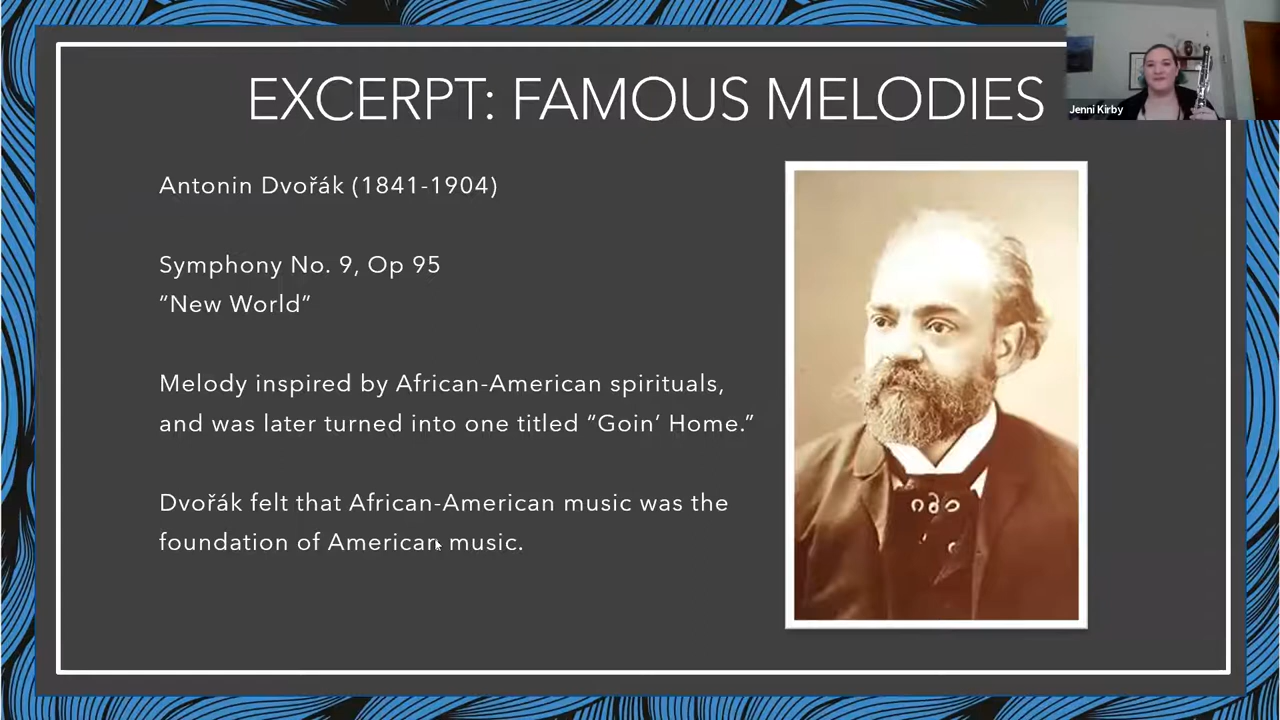 EXCERPT: FAMOUS MELODIES
Jenni Kirby
Antonin Dvořák (1841-1904)
Symphony No. 9, Op 95
”New World”
Melody inspired by African-American spirituals,
and was later turned into one titled “Goin’ Home.”
Dvořák felt that African-American music was the
foundation of American music.